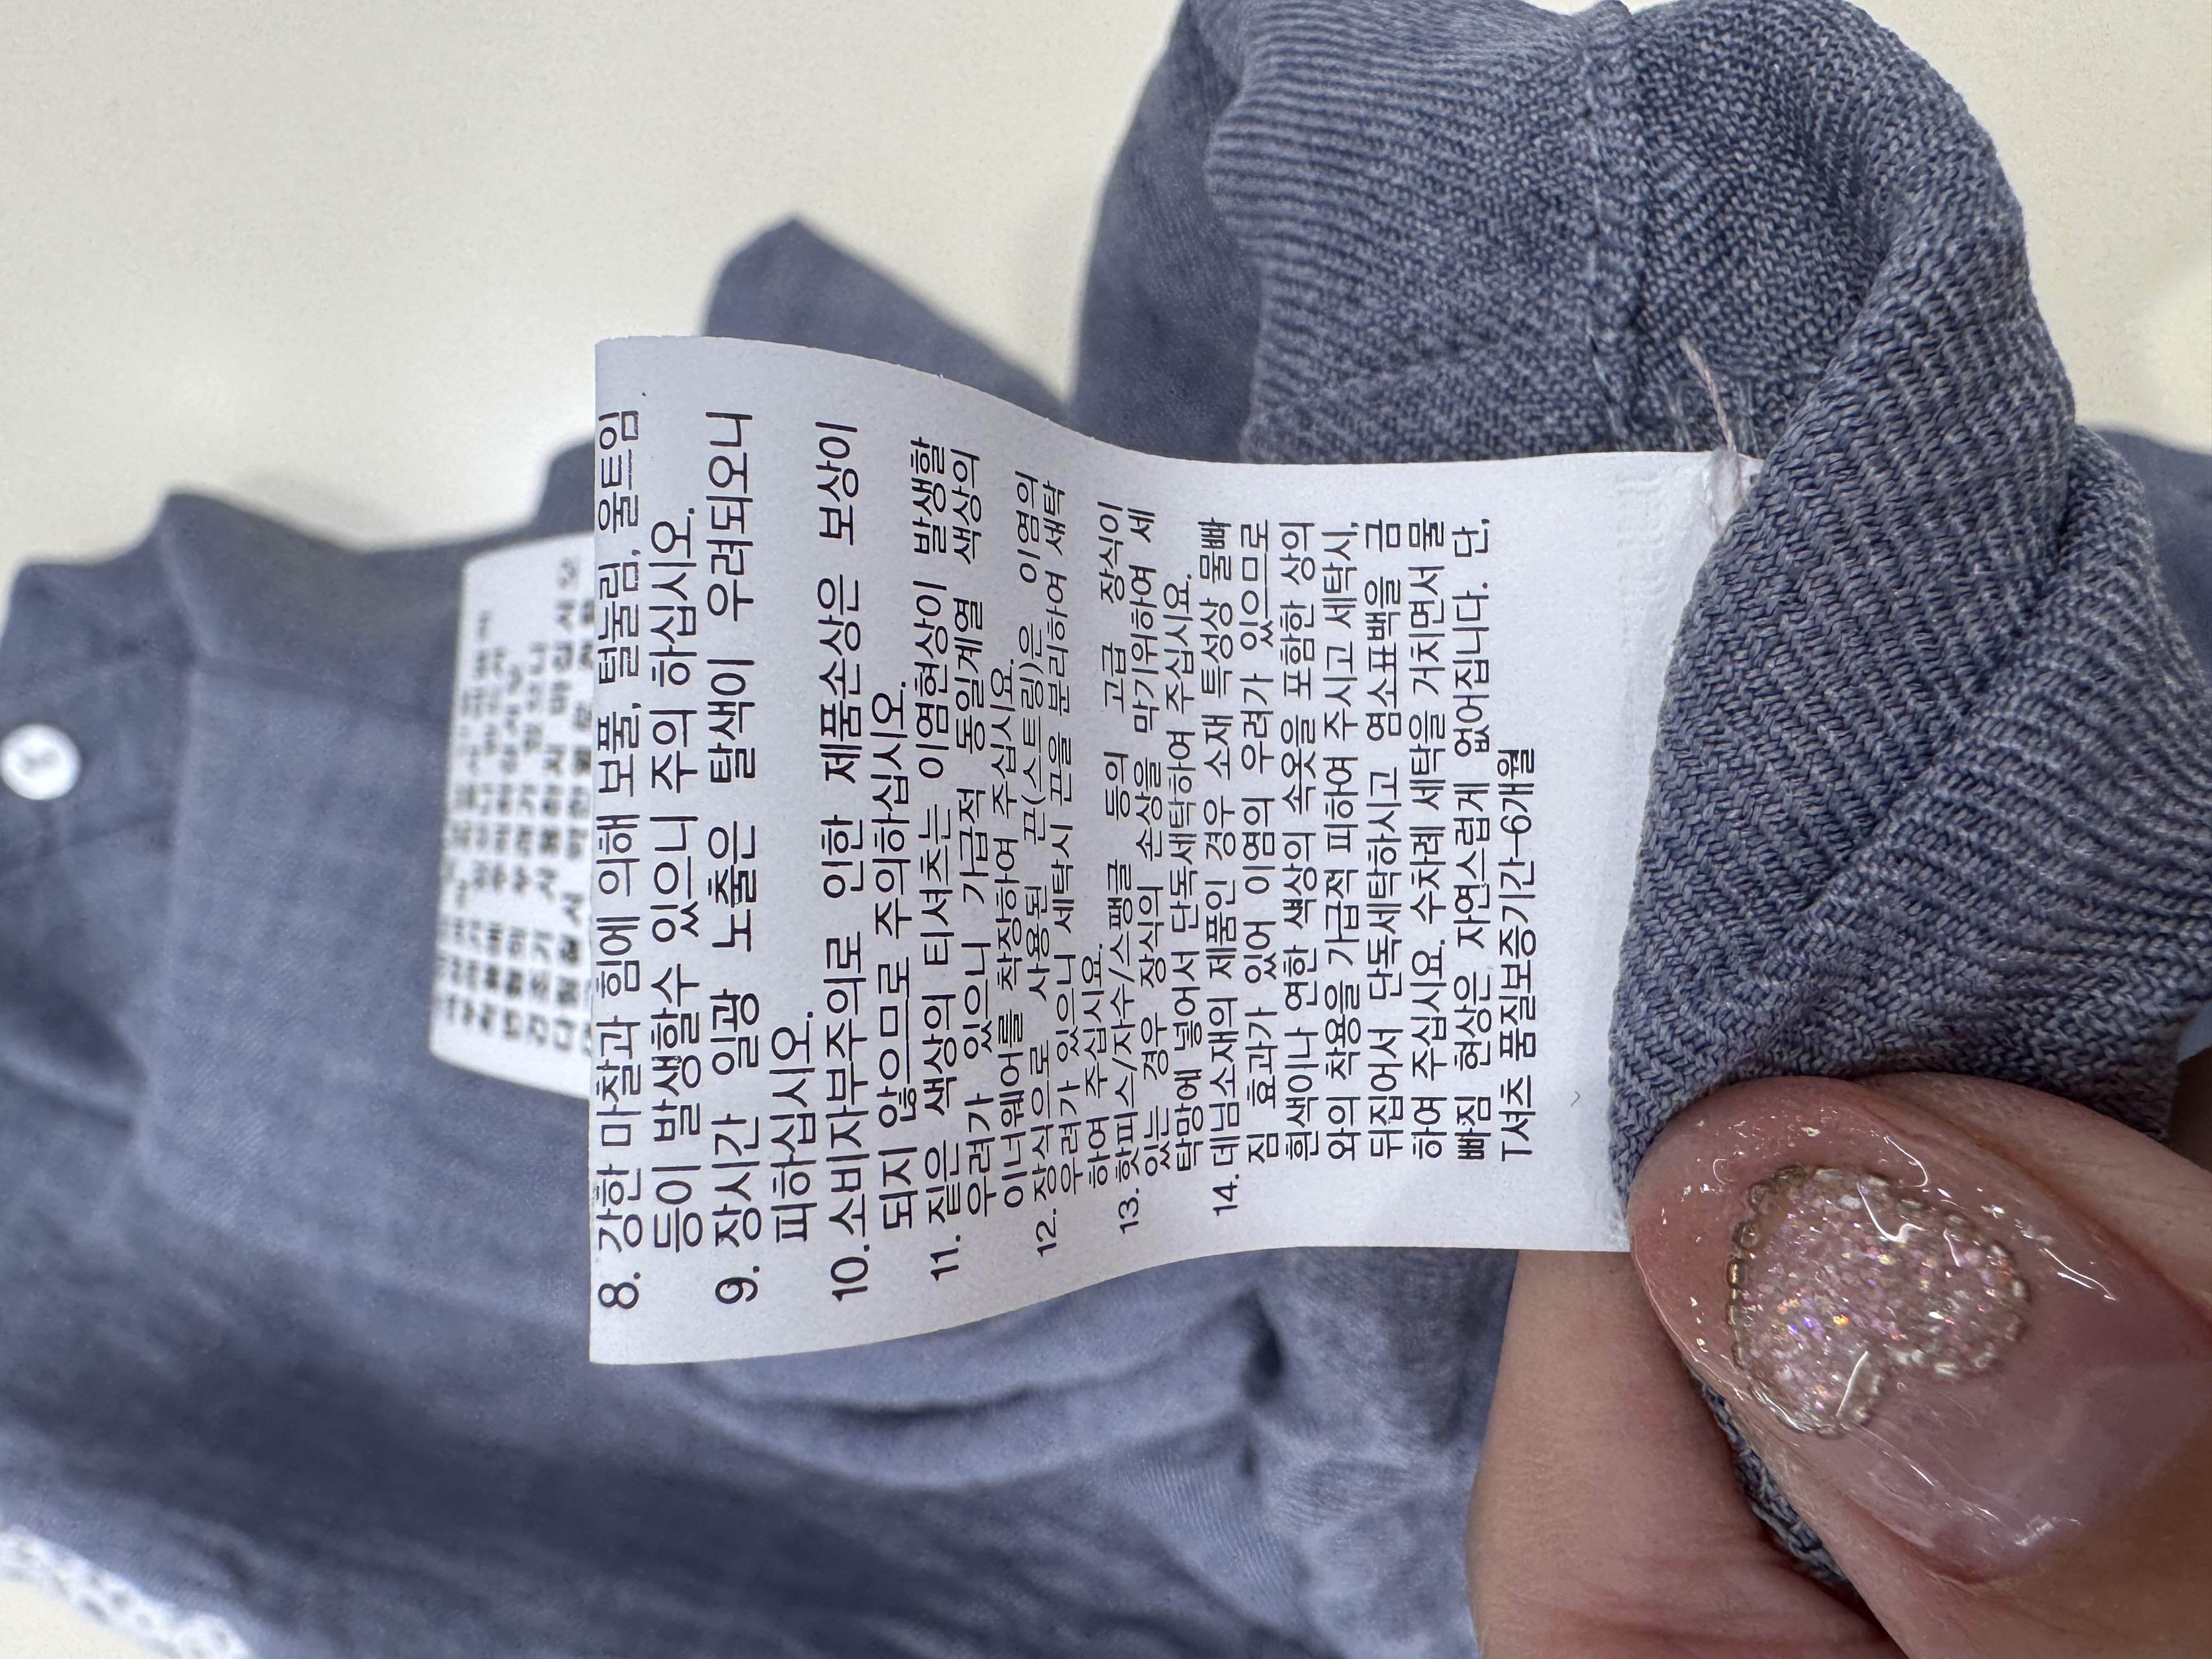 8. 강한 마찰과 힘에 의해 보풀, 털눌림, 올트임
등이 발생할수 있으니 주의 하십시오.
9. 장시간 일광 노출은 탈색이 우려되오니
피하십시오.
10.소비자부주의로 인한 제품손상은 보상이
되지 않으므로 주의하십시오.
11. 짙은 색상의 티셔츠는 이염현상이 발생할
우려가 있으니 가급적 동일계열 색상의
이너웨어를 착장하여 주십시요.
12. 장식으로 사용된 끈(스트링)은 이염의
우려가 있으니 세탁시 끈을 분리하여 세탁
하여 주십시요.
13. 핫피스/자수/스팽글 등의 고급 장식이
있는 경우 장식의 손상을 막기위하여 세
탁망에 넣어서 단독세탁하여 주십시요.
14. 데님소재의 제품인 경우 소재 특성상 물빠
짐 효과가 있어 이염의 우려가 있으므로
흰색이나 연한 색상의 속옷을 포함한 상의
와의 착용을 가급적 피하여 주시고 세탁시,
뒤집어서 단독세탁하시고 염소표백을 금
하여 주십시요. 수차례 세탁을 거치면서 물
빠짐 현상은 자연스럽게 없어집니다. 단,
T셔츠 품질보증기간-6개월